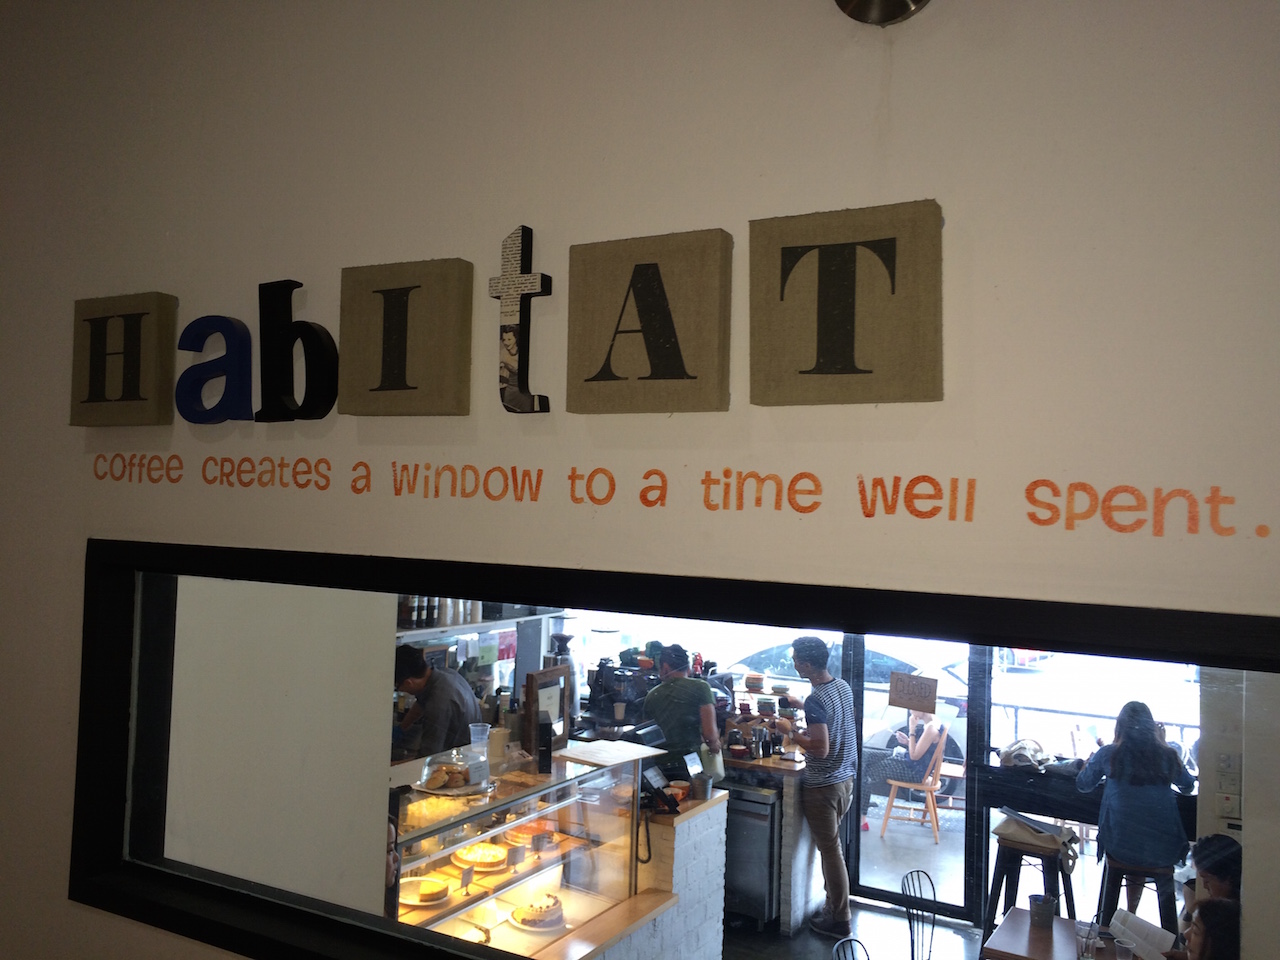 HabItAT
coffee creates a window to a time well spent.